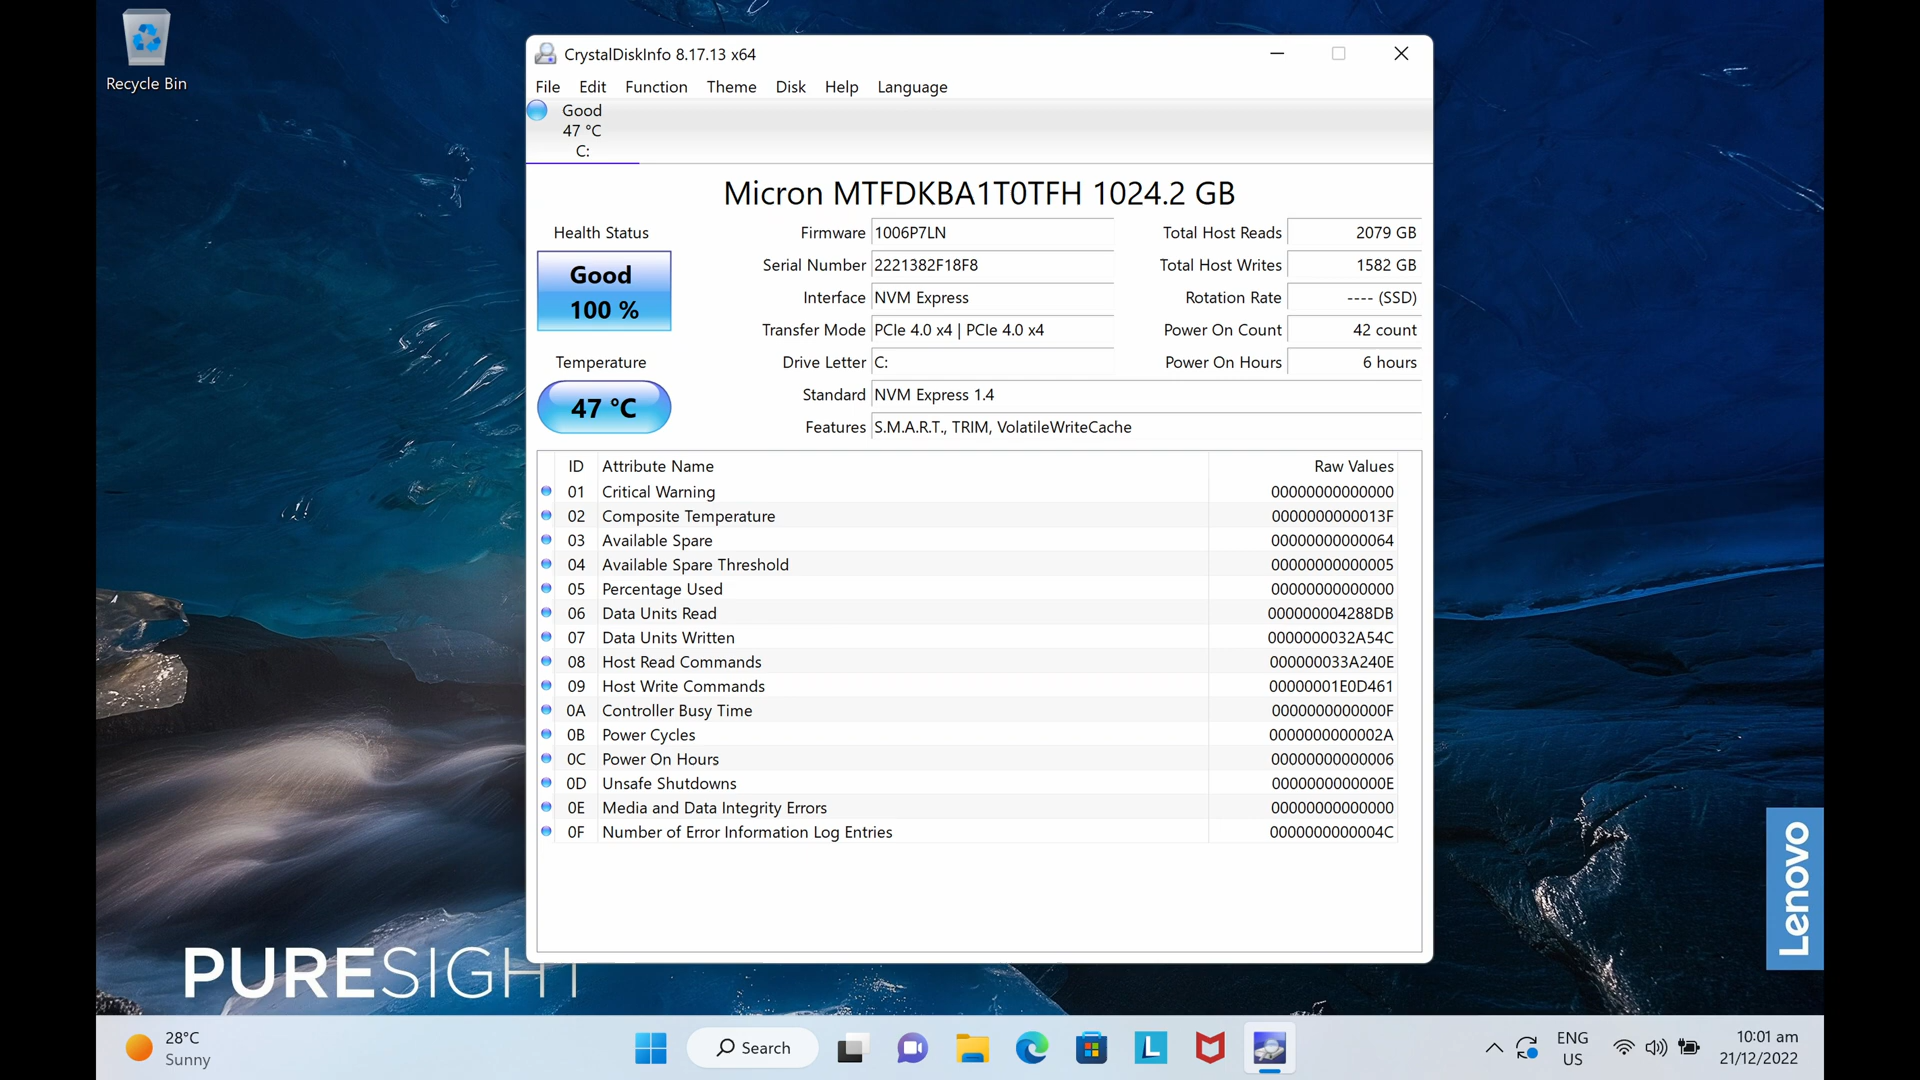 Recycle Bin
CrystalDiskInfo 8.17.13 x64
File Edit Function Theme Disk Help Language
Good
47 °C
C:
Micron MTFDKBA1T0TFH 1024.2 GB
Health Status
Good
100 %
Temperature
47 °C
Firmware 1006P7LN
Serial Number 2221382F18F8
Interface NVM Express
Transfer Mode PCIe 4.0 x4 | PCIe 4.0 x4
Drive Letter C:
Standard NVM Express 1.4
Features S.M.A.R.T., TRIM, VolatileWriteCache
Total Host Reads 2079 GB
Total Host Writes 1582 GB
Rotation Rate ---- (SSD)
Power On Count 42 count
Power On Hours 6 hours
ID Attribute Name Raw Values
01 Critical Warning 00000000000000
02 Composite Temperature 0000000000013F
03 Available Spare 00000000000064
04 Available Spare Threshold 00000000000005
05 Percentage Used 00000000000000
06 Data Units Read 000000004288DB
07 Data Units Written 0000000032A54C
08 Host Read Commands 000000033A240E
09 Host Write Commands 00000001E0D461
0A Controller Busy Time 0000000000000F
0B Power Cycles 0000000000002A
0C Power On Hours 00000000000006
0D Unsafe Shutdowns 0000000000000E
0E Media and Data Integrity Errors 00000000000000
0F Number of Error Information Log Entries 0000000000004C
PURESIGHT
Lenovo
28°C
Sunny
Search
ENG
US
10:01 am
21/12/2022